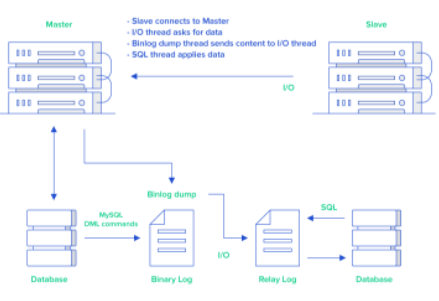 Master
- Slave connects to Master
- I/O thread asks for data
- Binlog dump thread sends content to I/O thread
- SQL thread applies data
Slave
I/O
Binlog dump
MySQL
DML commands
I/O
SQL
Database
Binary Log
Relay Log
Database